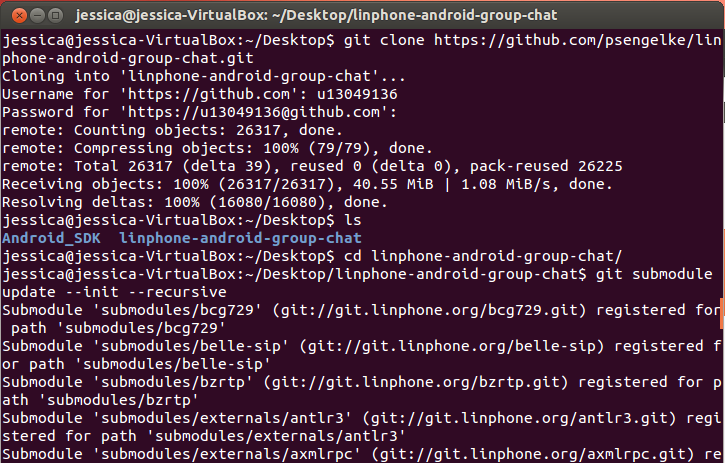 jessica@jessica-VirtualBox: ~/Desktop/linphone-android-group-chat
jessica@jessica-VirtualBox:~/Desktop$ git clone https://github.com/psengelke/lin
phone-android-group-chat.git
Cloning into 'linphone-android-group-chat'...
Username for 'https://github.com': u13049136
Password for 'https://u13049136@github.com':
remote: Counting objects: 26317, done.
remote: Compressing objects: 100% (79/79), done.
remote: Total 26317 (delta 39), reused 0 (delta 0), pack-reused 26225
Receiving objects: 100% (26317/26317), 40.55 MiB | 1.08 MiB/s, done.
Resolving deltas: 100% (16080/16080), done.
jessica@jessica-VirtualBox:~/Desktop$ ls
Android_SDK  linphone-android-group-chat
jessica@jessica-VirtualBox:~/Desktop$ cd linphone-android-group-chat/
jessica@jessica-VirtualBox:~/Desktop/linphone-android-group-chat$ git submodule
update --init --recursive
Submodule 'submodules/bcg729' (git://git.linphone.org/bcg729.git) registered for
 path 'submodules/bcg729'
Submodule 'submodules/belle-sip' (git://git.linphone.org/belle-sip) registered f
or path 'submodules/belle-sip'
Submodule 'submodules/bzrtp' (git://git.linphone.org/bzrtp.git) registered for p
ath 'submodules/bzrtp'
Submodule 'submodules/externals/antlr3' (git://git.linphone.org/antlr3.git) regi
stered for path 'submodules/externals/antlr3'
Submodule 'submodules/externals/axmlrpc' (git://git.linphone.org/axmlrpc.git) re